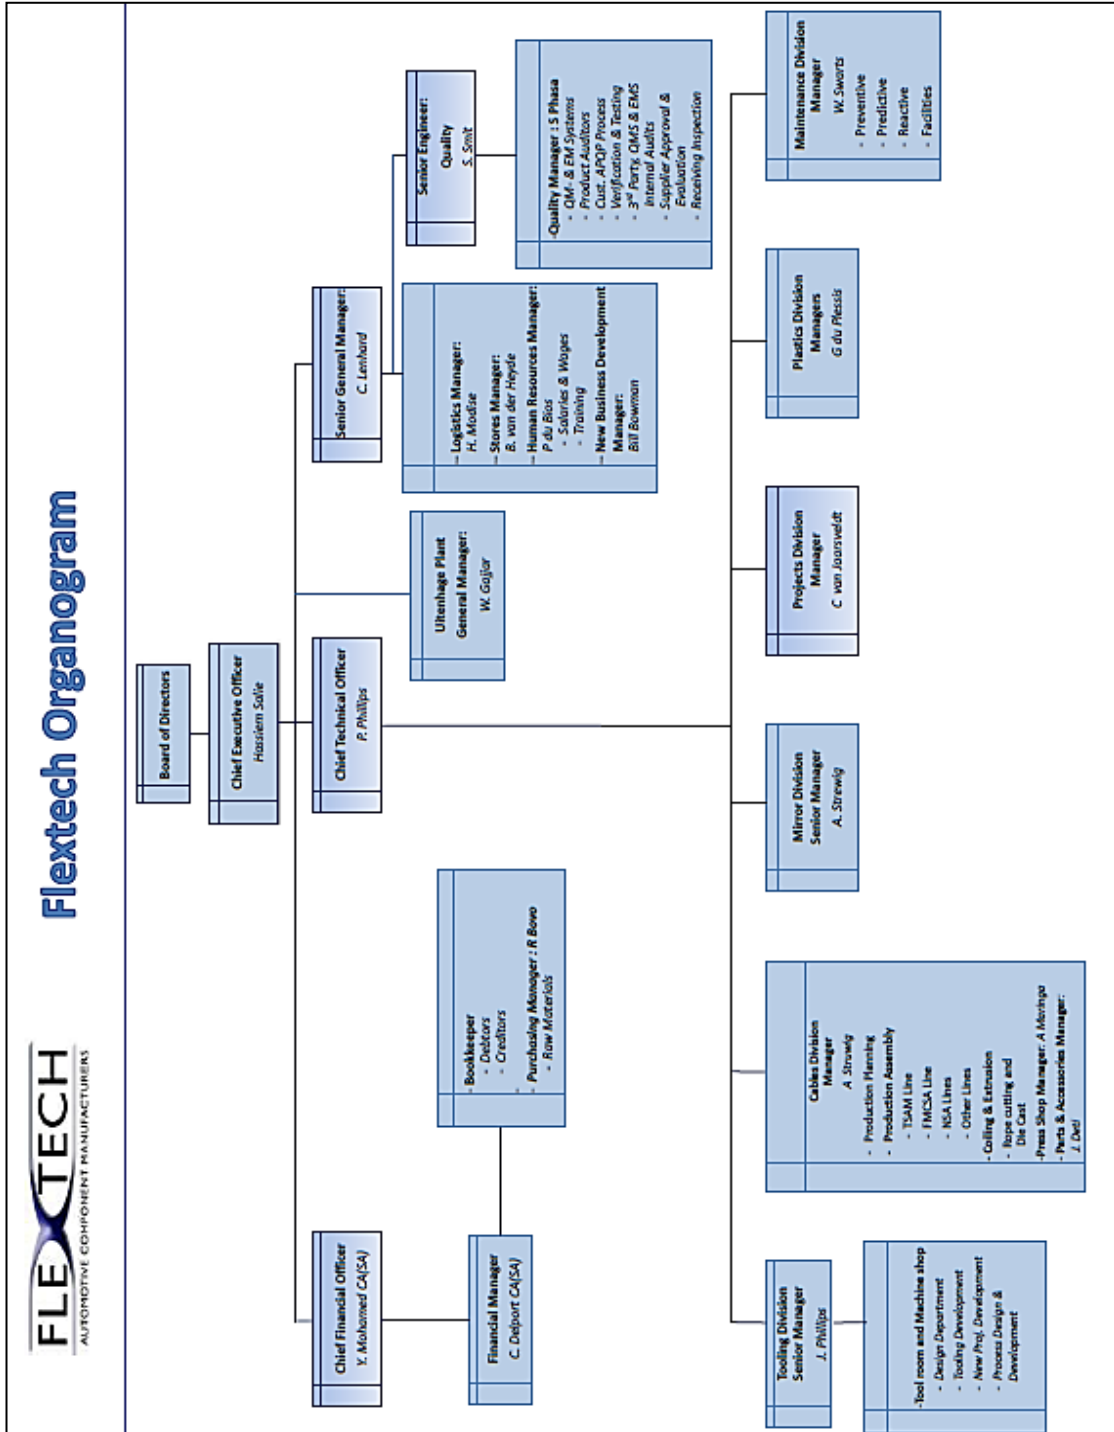 FLEXTECH
AUTOMOTIVE COMPONENT MANUFACTURERS
Flextech Organogram
Board of Directors
Chief Executive Officer
Hassiem Salie
Chief Financial Officer
Y. Mohamed CA(SA)
Chief Technical Officer
P. Phillips
Senior General Manager:
C. Lenhard
Uitenhage Plant
General Manager:
W. Gajjar
Senior Engineer:
Quality
S. Smit
Financial Manager
C. Delport CA(SA)
- Bookkeeper
- Debtors
- Creditors
-
- Purchasing Manager : R Bowo
- Raw Materials
– Logistics Manager:
H. Modise
– Stores Manager:
B. van der Heyde
– Human Resources Manager:
P du Bios
- Salaries & Wages
- Training
– New Business Development
Manager:
Bill Bowman
-Quality Manager : S Phasa
- QM- & EM Systems
- Product Auditors
- Cust. APQP Process
- Verification & Testing
- 3rd Party, QMS & EMS
Internal Audits
- Supplier Approval &
Evaluation
- Receiving Inspection
Tooling Division
Senior Manager
J. Phillips
-Tool room and Machine shop
- Design Department
- Tooling Development
- New Proj. Development
- Process Design &
Development
Cables Division
Manager
A Struwig
- Production Planning
- Production Assembly
- TSAM Line
- FMCSA Line
- NSA Lines
- Other Lines
- Coiling & Extrusion
- Rope cutting and
Die Cast
-Press Shop Manager: A Moringo
- Parts & Accessories Manager:
J. Deti
Mirror Division
Senior Manager
A. Strewig
Projects Division
Manager
C van Jaarsveldt
Plastics Division
Managers
G du Plessis
Maintenance Division
Manager
W. Swarts
- Preventive
- Predictive
- Reactive
- Facilities